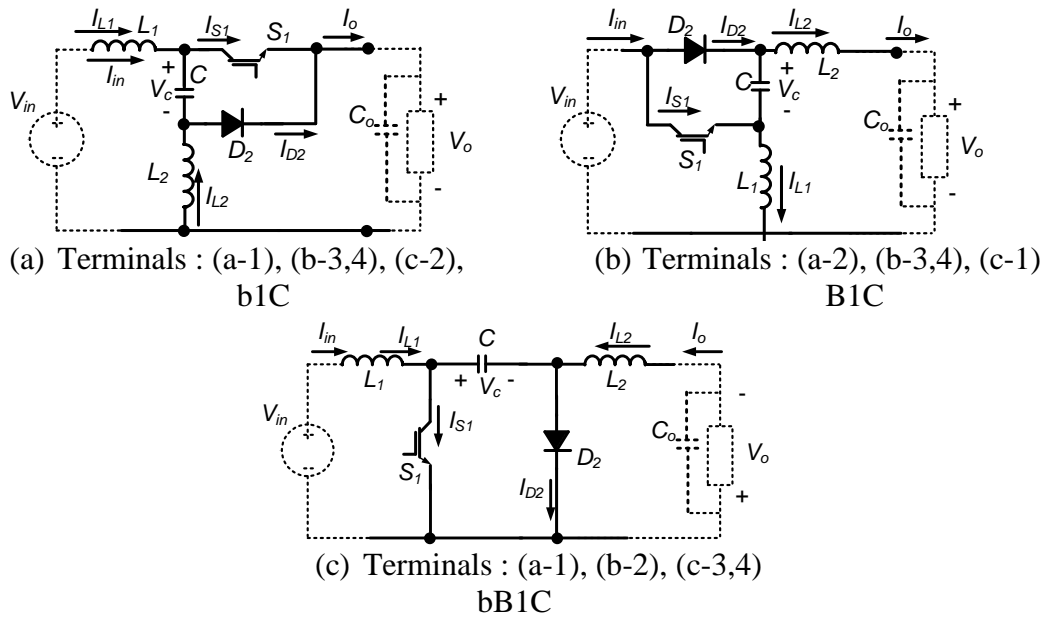 I_L1 L_1 I_S1 S_1 I_o
I_in
+ C
V_c
-
V_in
D_2
I_D2
L_2
I_L2
C_o
+
V_o
-
(a) Terminals : (a-1), (b-3,4), (c-2),
b1C
I_in D_2 I_D2 I_L2 I_o
L_2
C + V_c -
I_S1
S_1
V_in
L_1 I_L1
C_o
+
V_o
-
(b) Terminals : (a-2), (b-3,4), (c-1)
B1C
I_in I_L1 C I_L2 I_o
L_1 + V_c - L_2
V_in
I_S1
S_1
D_2
I_D2
C_o
-
V_o
+
(c) Terminals : (a-1), (b-2), (c-3,4)
bB1C